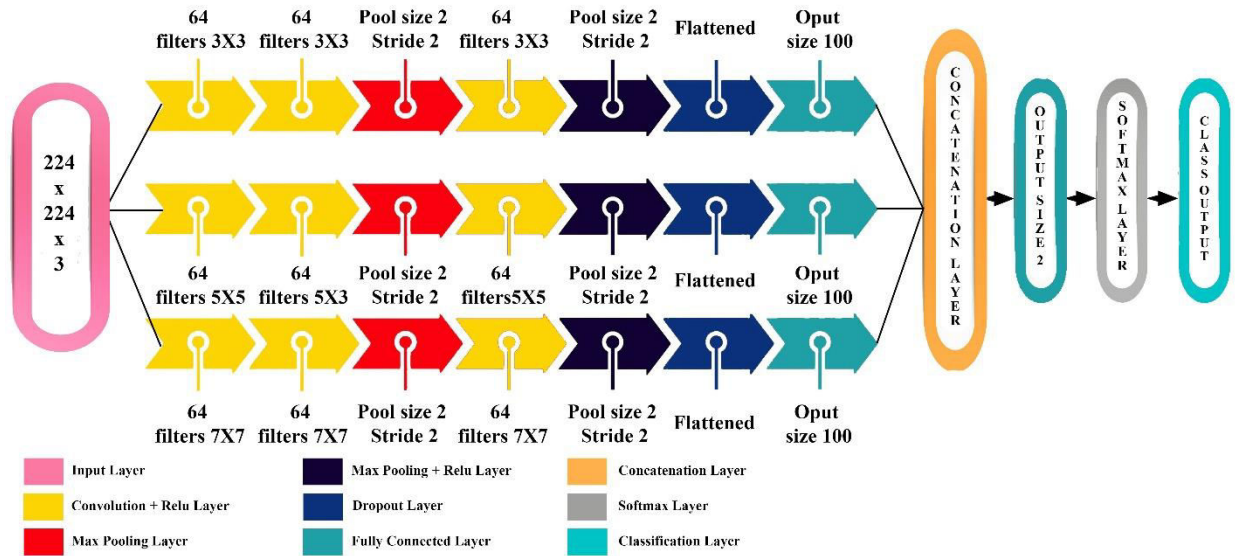 64
filters 3X3
64
filters 3X3
Pool size 2
Stride 2
64
filters 3X3
Pool size 2
Stride 2
Flattened
Oput
size 100
224
x
224
x
3
64
filters 5X5
64
filters 5X3
Pool size 2
Stride 2
64
filters5X5
Pool size 2
Stride 2
Flattened
Oput
size 100
64
filters 7X7
64
filters 7X7
Pool size 2
Stride 2
64
filters 7X7
Pool size 2
Stride 2
Flattened
Oput
size 100
CONCATENATION LAYER
OUTPUT SIZE 2
SOFTMAX LAYER
CLASS OUTPUT
Input Layer
Convolution + Relu Layer
Max Pooling Layer
Max Pooling + Relu Layer
Dropout Layer
Fully Connected Layer
Concatenation Layer
Softmax Layer
Classification Layer